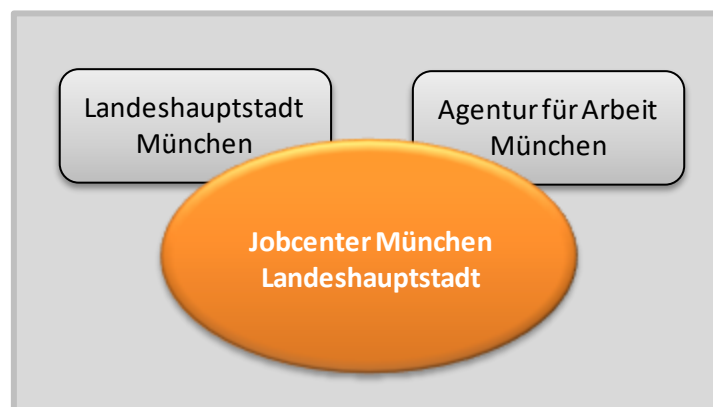 Landeshauptstadt
München
Agentur für Arbeit
München
Jobcenter München
Landeshauptstadt